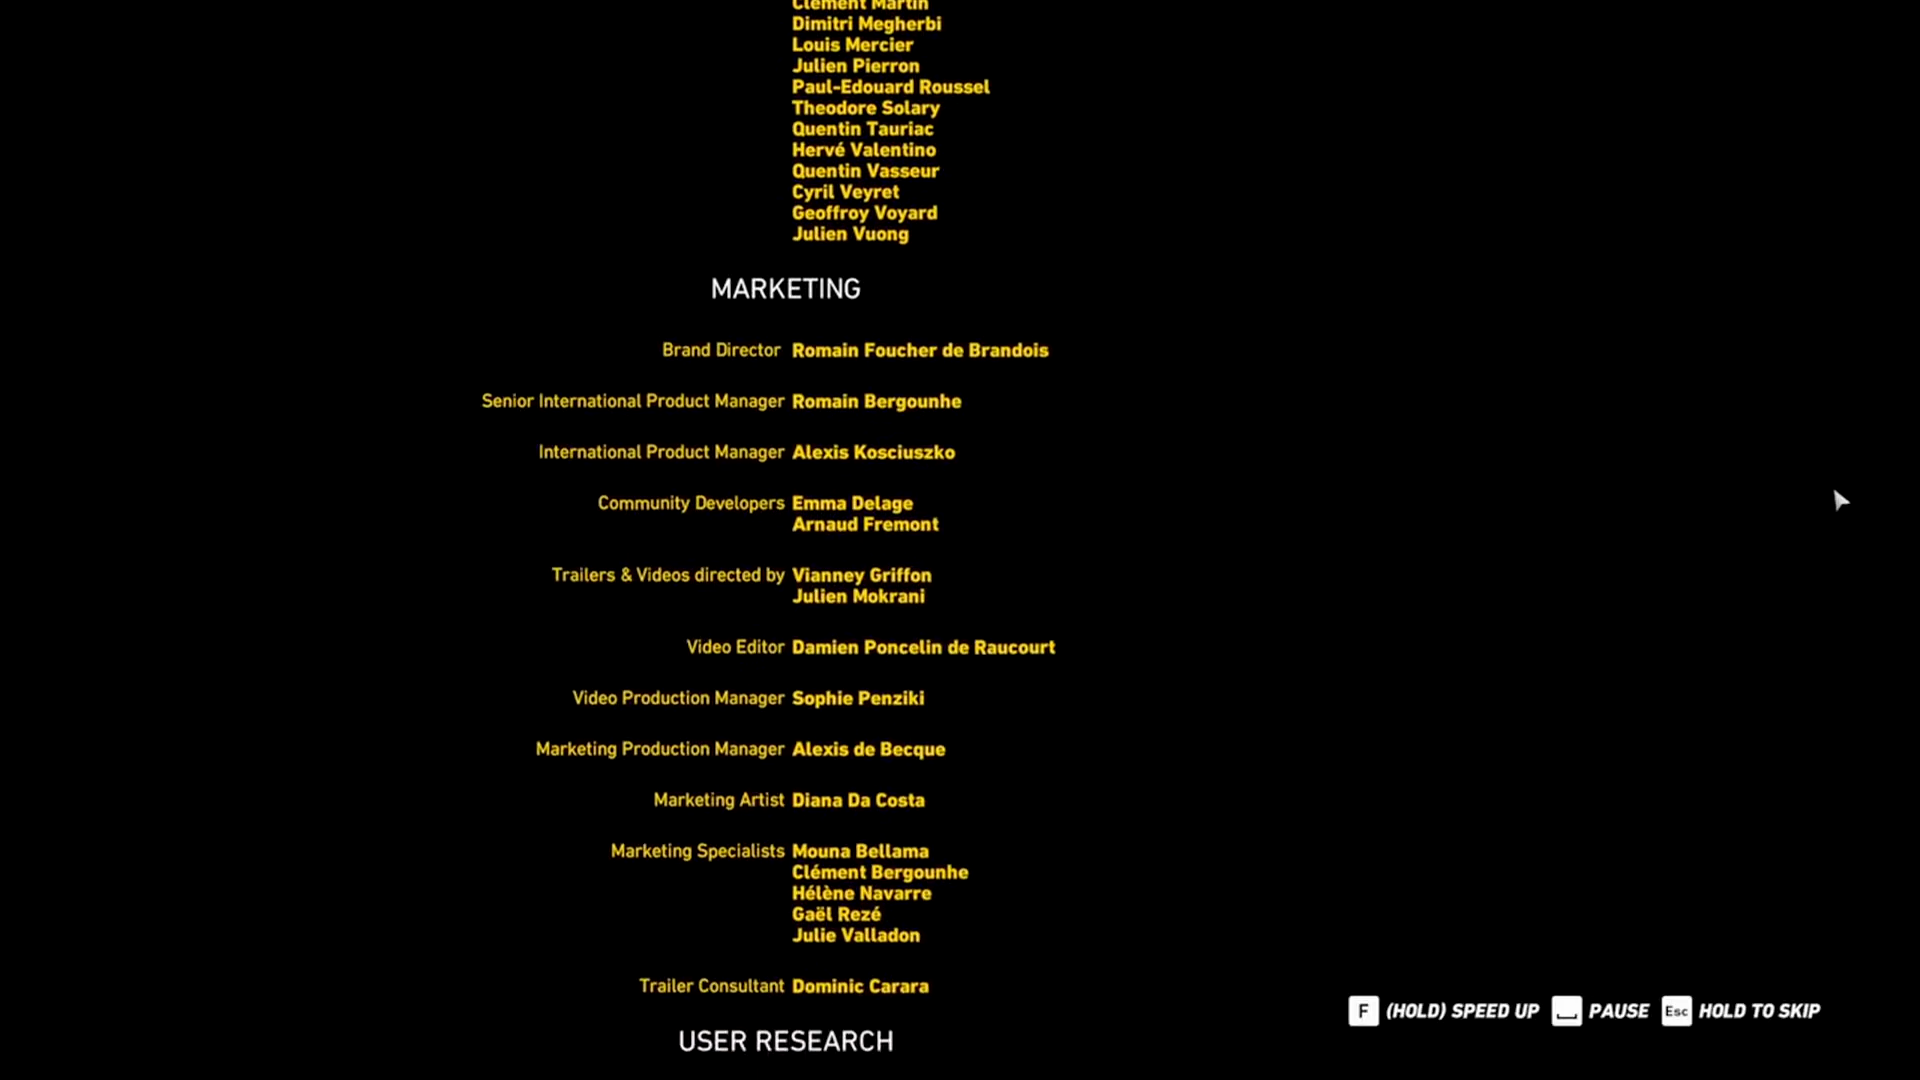 Clément Martin
Dimitri Megherbi
Louis Mercier
Julien Pierron
Paul-Edouard Roussel
Theodore Solary
Quentin Tauriac
Hervé Valentino
Quentin Vasseur
Cyril Veyret
Geoffroy Voyard
Julien Vuong
MARKETING
Brand Director Romain Foucher de Brandois
Senior International Product Manager Romain Bergounhe
International Product Manager Alexis Kosciuszko
Community Developers Emma Delage
Arnaud Fremont
Trailers & Videos directed by Vianney Griffon
Julien Mokrani
Video Editor Damien Poncelin de Raucourt
Video Production Manager Sophie Penziki
Marketing Production Manager Alexis de Becque
Marketing Artist Diana Da Costa
Marketing Specialists Mouna Bellama
Clément Bergounhe
Hélène Navarre
Gaël Rezé
Julie Valladon
Trailer Consultant Dominic Carara
F (HOLD) SPEED UP PAUSE Esc HOLD TO SKIP
USER RESEARCH